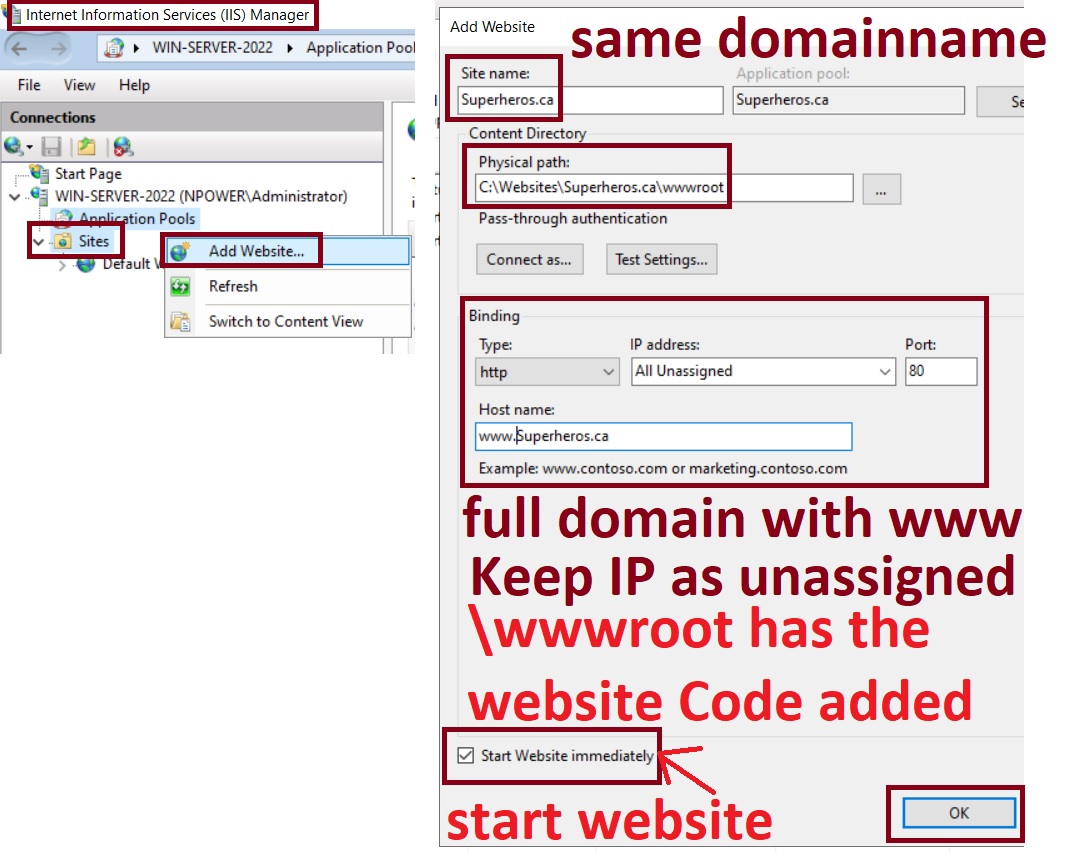 Internet Information Services (IIS) Manager
WIN-SERVER-2022 Application Pool
File View Help
Connections
Start Page
WIN-SERVER-2022 (NPOWER\Administrator)
Application Pools
Sites
Default W
Add Website...
Refresh
Switch to Content View
Add Website
same domainname
Site name: Application pool:
Superheros.ca Superheros.ca Se
Content Directory
Physical path:
C:\Websites\Superheros.ca\wwwroot ...
Pass-through authentication
Connect as... Test Settings...
Binding
Type: IP address: Port:
http All Unassigned 80
Host name:
www.Superheros.ca
Example: www.contoso.com or marketing.contoso.com
full domain with www
Keep IP as unassigned
\wwwroot has the
website Code added
Start Website immediately
start website
OK